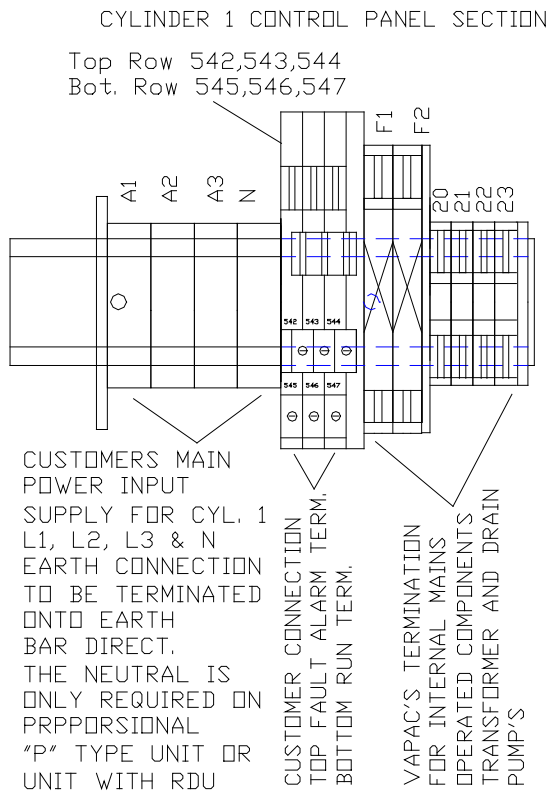 CYLINDER 1 CONTROL PANEL SECTION
Top Row 542,543,544
Bot. Row 545,546,547
A1
A2
A3
N
F1
F2
20
21
22
23
542 543 544
545 546 547
CUSTOMERS MAIN
POWER INPUT
SUPPLY FOR CYL. 1
L1, L2, L3 & N
EARTH CONNECTION
TO BE TERMINATED
ONTO EARTH
BAR DIRECT.
THE NEUTRAL IS
ONLY REQUIRED ON
PRPPORSIONAL
"P" TYPE UNIT OR
UNIT WITH RDU
CUSTOMER CONNECTION
TOP FAULT ALARM TERM.
BOTTOM RUN TERM.
VAPAC'S TERMINATION
FOR INTERNAL MAINS
OPERATED COMPONENTS
TRANSFORMER AND DRAIN
PUMP'S